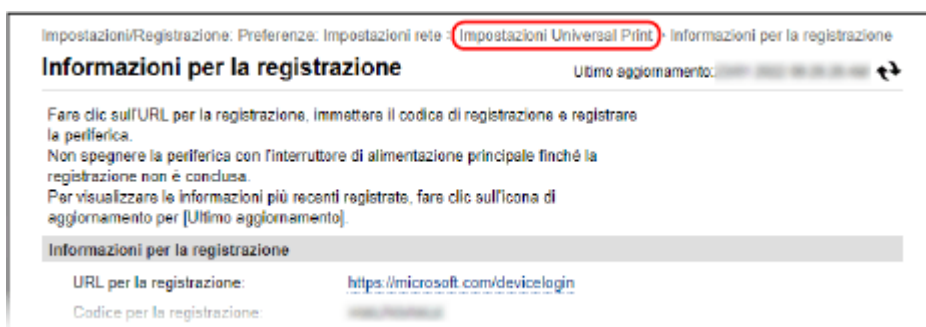 Impostazioni/Registrazione: Preferenze: Impostazioni rete > Impostazioni Universal Print > Informazioni per la registrazione
Informazioni per la registrazione
Ultimo aggiornamento:
Fare clic sull'URL per la registrazione, immettere il codice di registrazione e registrare
la periferica.
Non spegnere la periferica con l'interruttore di alimentazione principale finché la
registrazione non è conclusa.
Per visualizzare le informazioni più recenti registrate, fare clic sull'icona di
aggiornamento per [Ultimo aggiornamento].
Informazioni per la registrazione
URL per la registrazione: https://microsoft.com/devicelogin
Codice per la registrazione: